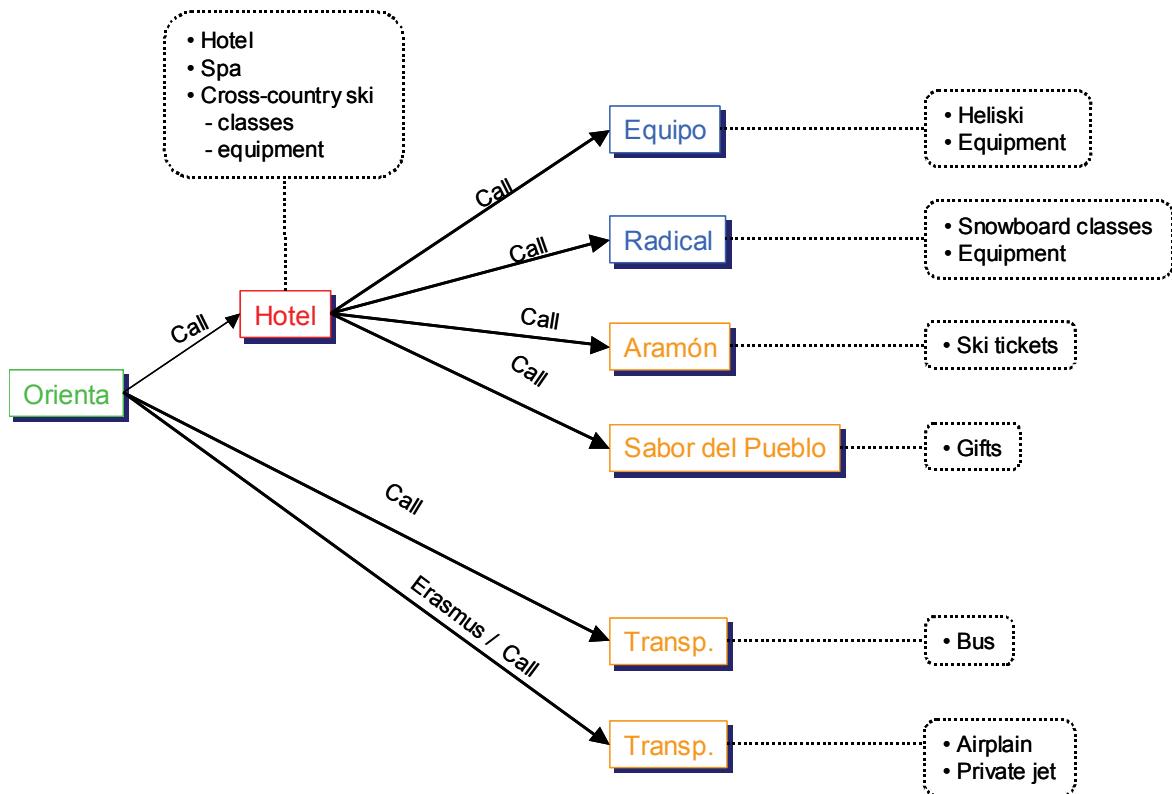 • Hotel
• Spa
• Cross-country ski
- classes
- equipment
Equipo
• Heliski
• Equipment
Call
Radical
• Snowboard classes
• Equipment
Call
Hotel
Call
Call
Aramón
• Ski tickets
Call
Orienta
Sabor del Pueblo
• Gifts
Call
Erasmus / Call
Transp.
• Bus
Transp.
• Airplain
• Private jet